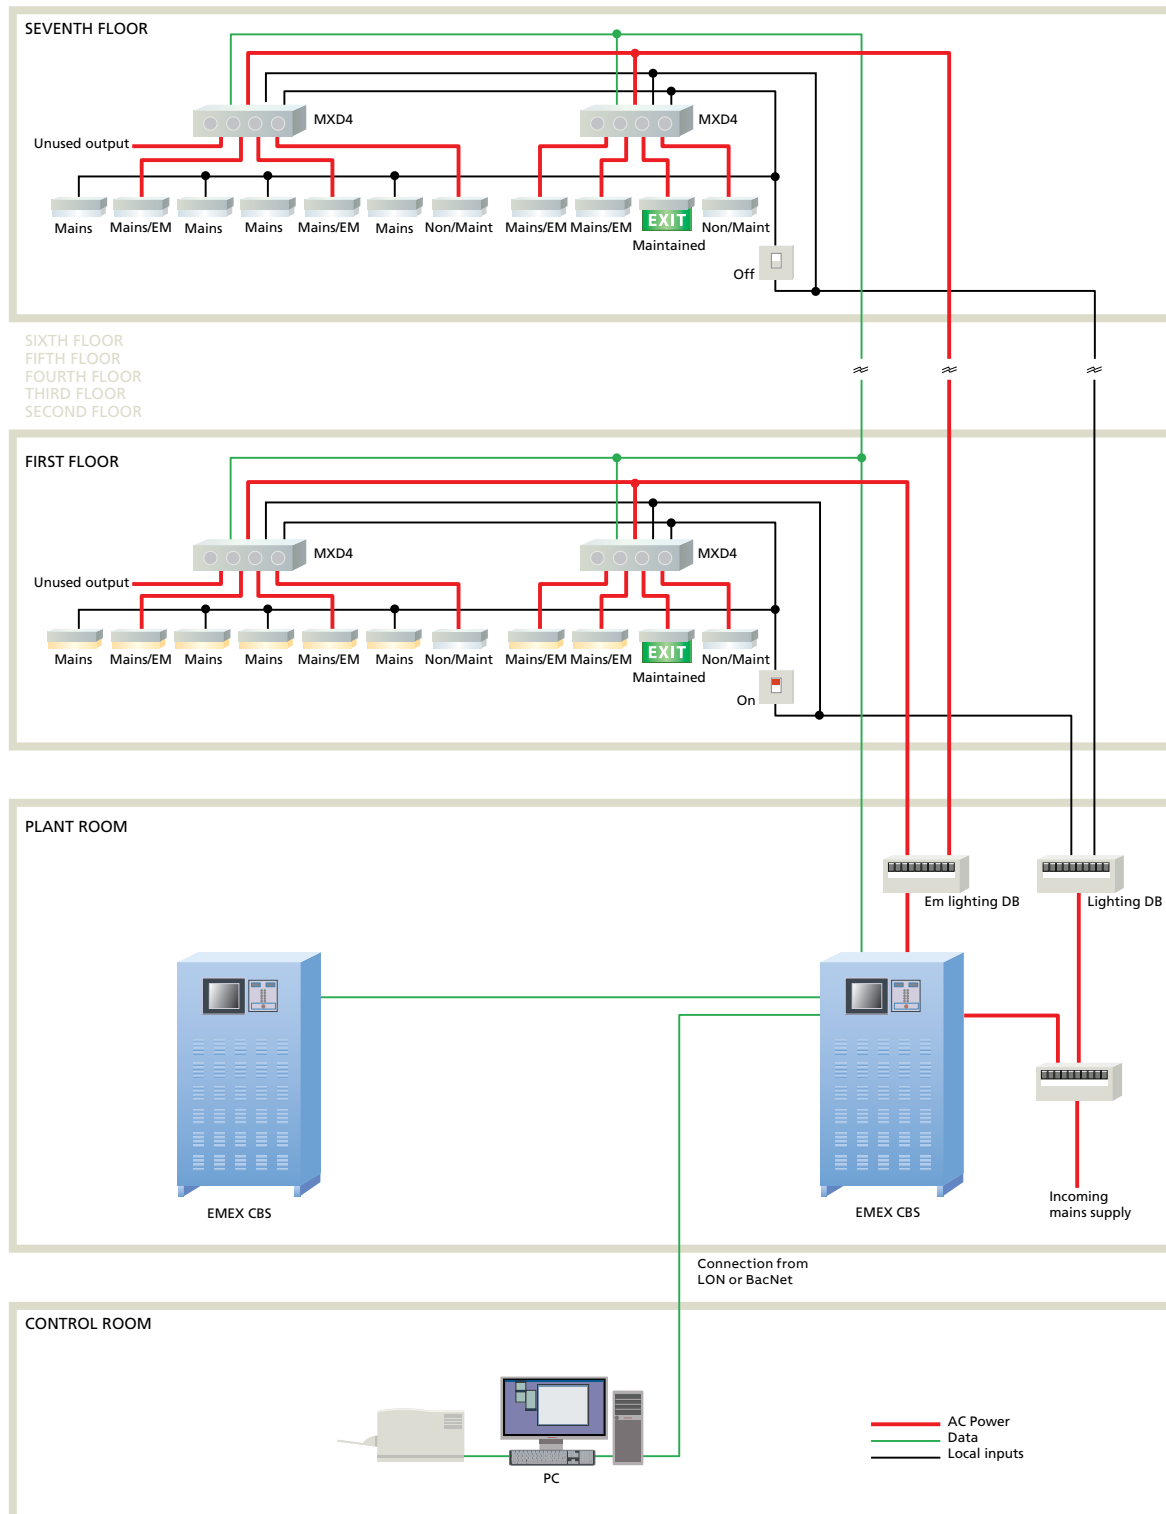 SEVENTH FLOOR
MXD4
MXD4
Unused output
Mains
Mains/EM
Mains
Mains
Mains/EM
Mains
Non/Maint
Mains/EM
Mains/EM
EXIT
Non/Maint
Maintained
Off
SIXTH FLOOR
FIFTH FLOOR
FOURTH FLOOR
THIRD FLOOR
SECOND FLOOR
FIRST FLOOR
MXD4
MXD4
Unused output
Mains
Mains/EM
Mains
Mains
Mains/EM
Mains
Non/Maint
Mains/EM
Mains/EM
EXIT
Non/Maint
Maintained
On
PLANT ROOM
Em lighting DB
Lighting DB
EMEX CBS
EMEX CBS
Incoming
mains supply
Connection from
LON or BacNet
CONTROL ROOM
PC
AC Power
Data
Local inputs